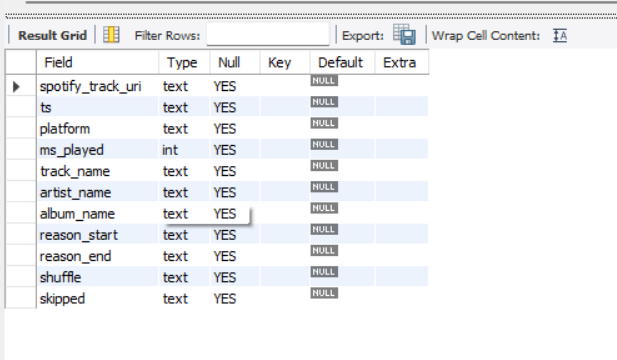 Result Grid Filter Rows: Export: Wrap Cell Content: IA
Field Type Null Key Default Extra
spotify_track_uri text YES NULL
ts text YES NULL
platform text YES NULL
ms_played int YES NULL
track_name text YES NULL
artist_name text YES NULL
album_name text YES NULL
reason_start text YES NULL
reason_end text YES NULL
shuffle text YES NULL
skipped text YES NULL